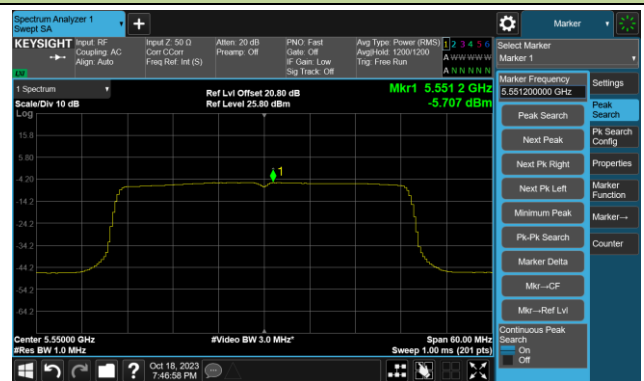 Spectrum Analyzer 1
Swept SA
Marker
KEYSIGHT
Input: RF
Coupling: AC
Align: Auto
Input Z: 50 Ω
Corr CCorr
Freq Ref: Int (S)
Atten: 20 dB
Preamp: Off
PNO: Fast
Gate: Off
IF Gain: Low
Sig Track: Off
Avg Type: Power (RMS)
Avg|Hold: 1200/1200
Trig: Free Run
1 2 3 4 5 6
A W W W W W
A N N N N N
Select Marker
Marker 1
LW
1 Spectrum
Scale/Div 10 dB
Log
Ref Lvl Offset 20.80 dB
Ref Level 25.80 dBm
Mkr1 5.551 2 GHz
-5.707 dBm
15.8
5.80
-4.20
-14.2
-24.2
-34.2
-44.2
-54.2
-64.2
1
Center 5.55000 GHz
#Res BW 1.0 MHz
#Video BW 3.0 MHz*
Span 60.00 MHz
Sweep 1.00 ms (201 pts)
Marker Frequency
5.551200000 GHz
Peak Search
Next Peak
Next Pk Right
Next Pk Left
Minimum Peak
Pk-Pk Search
Marker Delta
Mkr→CF
Mkr→Ref Lvl
Continuous Peak
Search
On
Off
Settings
Peak
Search
Pk Search
Config
Properties
Marker
Function
Marker→
Counter
Oct 18, 2023
7:46:58 PM